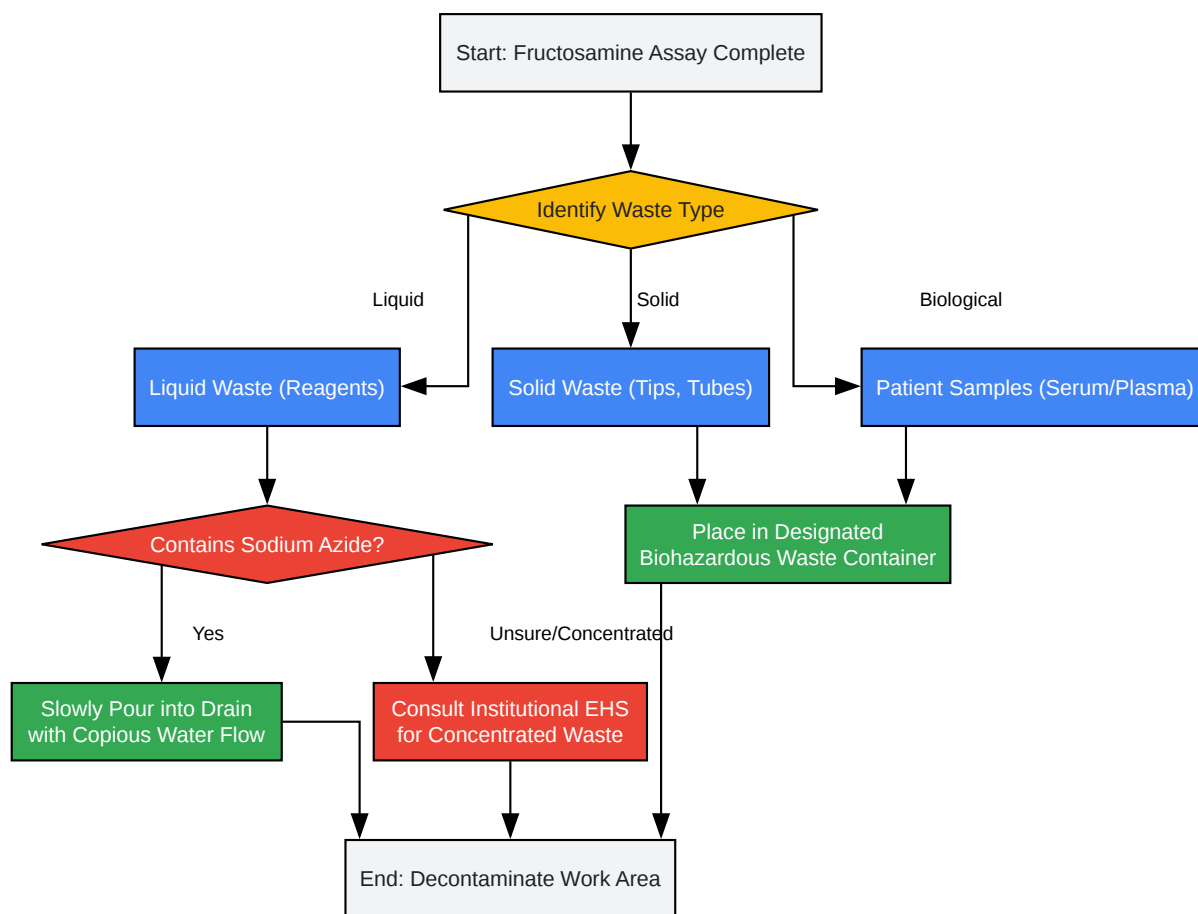 Start: Fructosamine Assay Complete
Identify Waste Type
Liquid
Solid
Biological
Liquid Waste (Reagents)
Solid Waste (Tips, Tubes)
Patient Samples (Serum/Plasma)
Contains Sodium Azide?
Place in Designated
Biohazardous Waste Container
Yes
Unsure/Concentrated
Slowly Pour into Drain
with Copious Water Flow
Consult Institutional EHS
for Concentrated Waste
End: Decontaminate Work Area